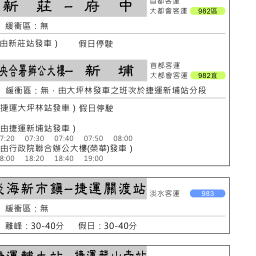 新 莊 — 府 中
首都客運
大都會客運 982區
緩衝區：無
由新莊站發車） 假日停駛
央合署辦公大樓— 新 埔
首都客運
大都會客運 982直
緩衝區：無，由大坪林發車之班次於捷運新埔站分段
捷運大坪林站發車）假日停駛
由捷運新埔站發車）
7:20 07:30 07:40 07:50 08:00
由行政院聯合辦公大樓(榮華)發車）
8:00 18:20 18:40 19:00
淡海新市鎮—捷運關渡站
淡水客運 983
緩衝區：無
離峰：30-40分 假日：30-40分